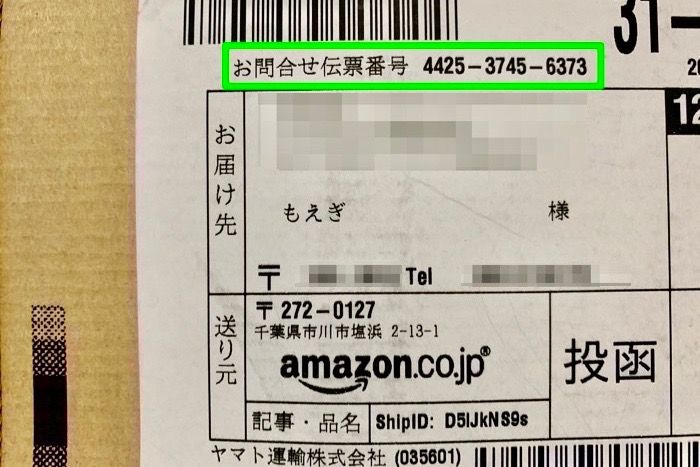 31-
お問合せ伝票番号 4425-3745-6373
20
12
お届け先
もえぎ 様
〒 Tel
送り元
〒272-0127
千葉県市川市塩浜 2-13-1
amazon.co.jp®
投函
記事・品名 ShipID: D5IJkNS9s
ヤマト運輸株式会社 (035601)